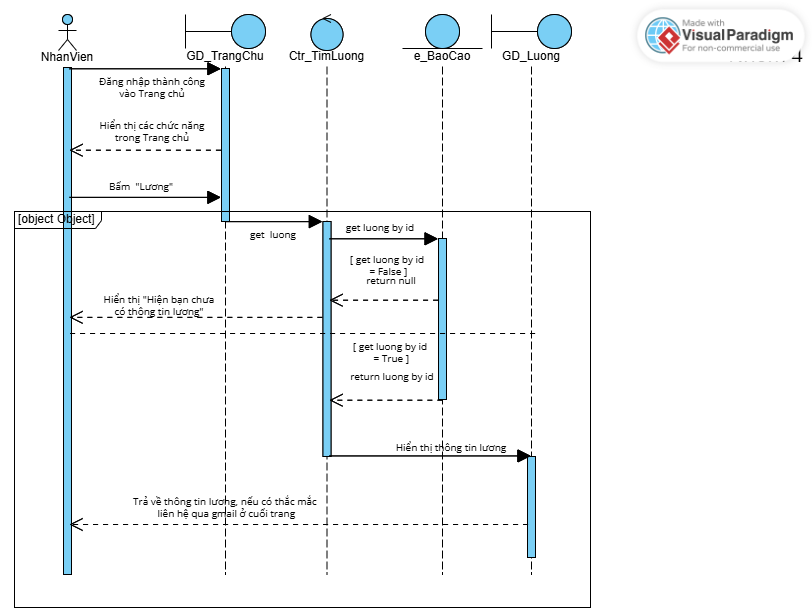 Made with
VisualParadigm
For non-commercial use
NhanVien
GD_TrangChu
Ctr_TimLuong
e_BaoCao
GD_Luong
Đăng nhập thành công
vào Trang chủ
Hiển thị các chức năng
trong Trang chủ
Bấm "Lương"
[object Object]
get luong
get luong by id
[ get luong by id
= False ]
return null
Hiển thị "Hiện bạn chưa
có thông tin lương"
[ get luong by id
= True ]
return luong by id
Hiển thị thông tin lương
Trả về thông tin lương, nếu có thắc mắc
liên hệ qua gmail ở cuối trang